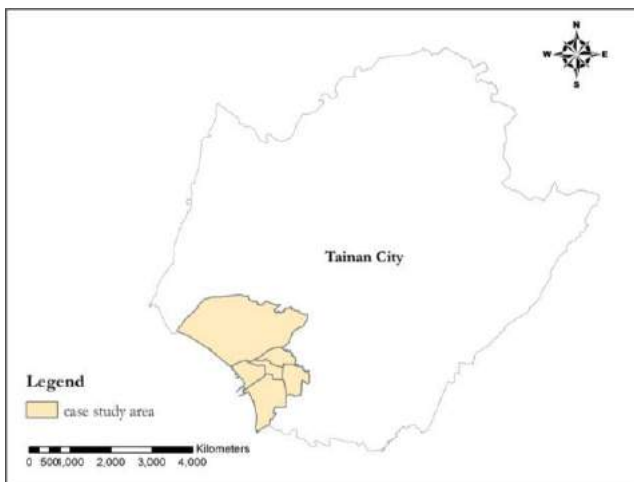 N
W E
S
Tainan City
Legend
case study area
Kilometers
0 500 1,000 2,000 3,000 4,000